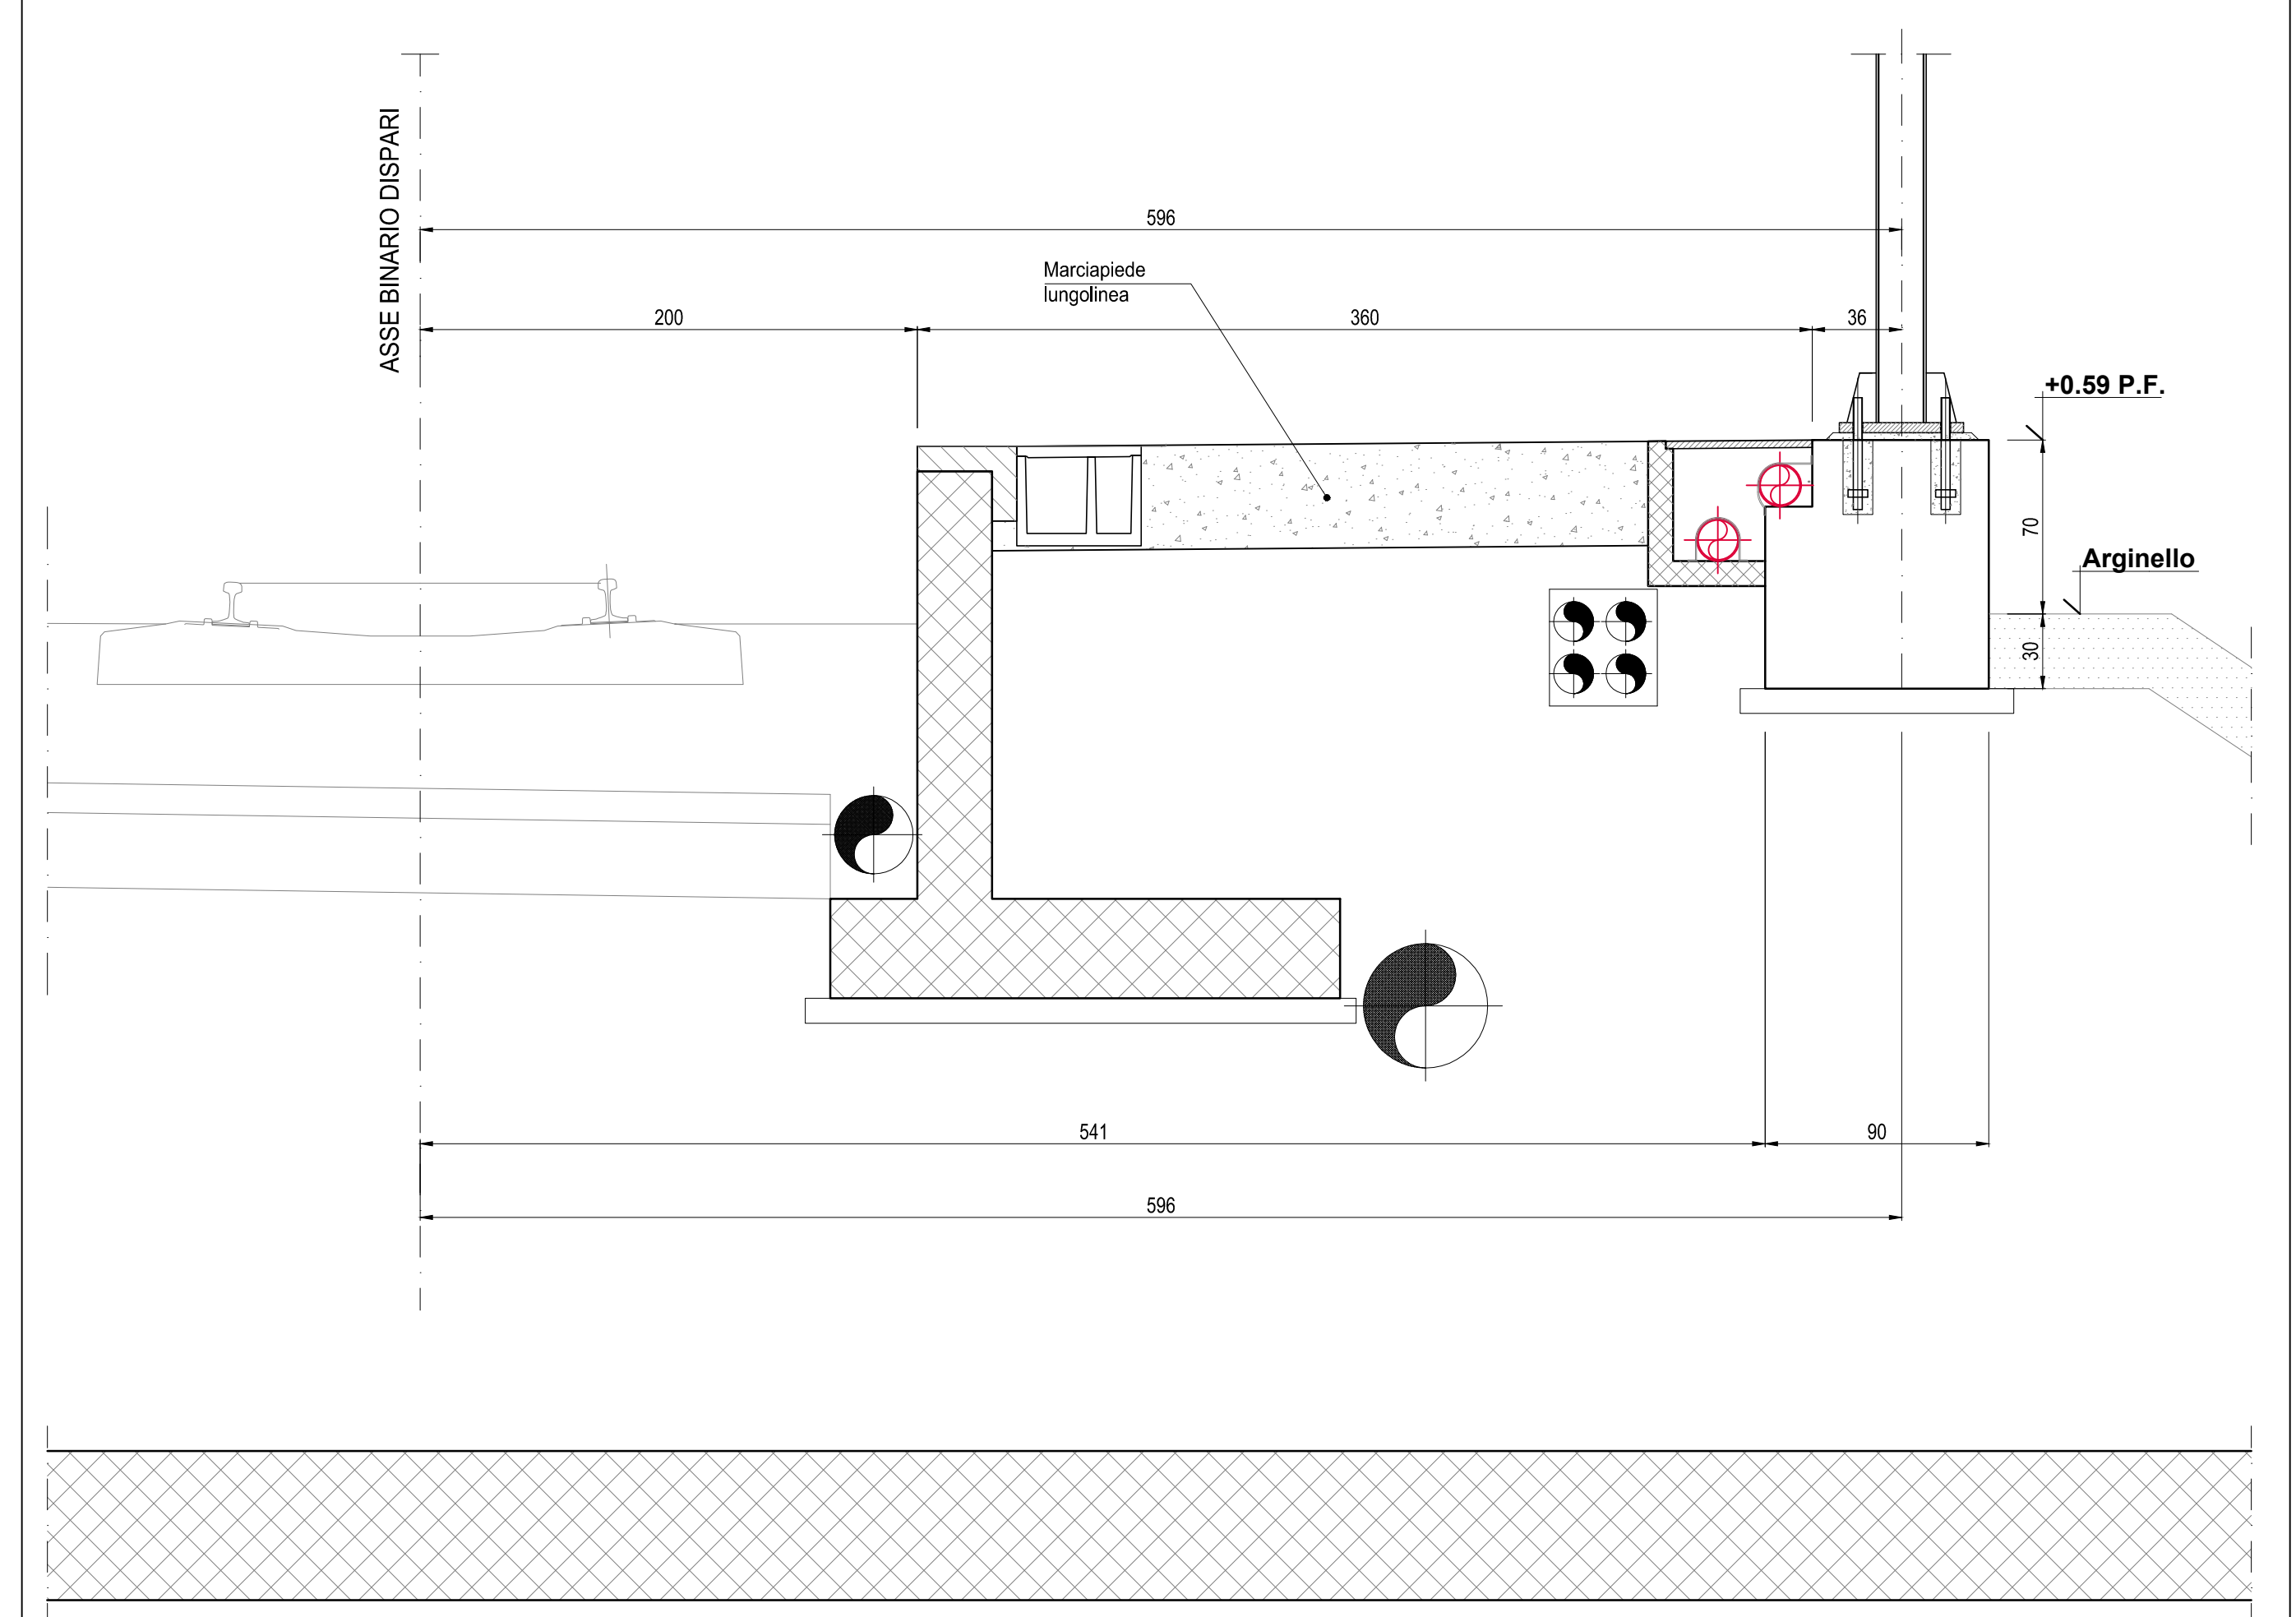 ASSE BINARIO DISPARI
596
Marciapiede
lungolinea
200
360
36
+0.59 P.F.
70
Arginello
30
541
90
596